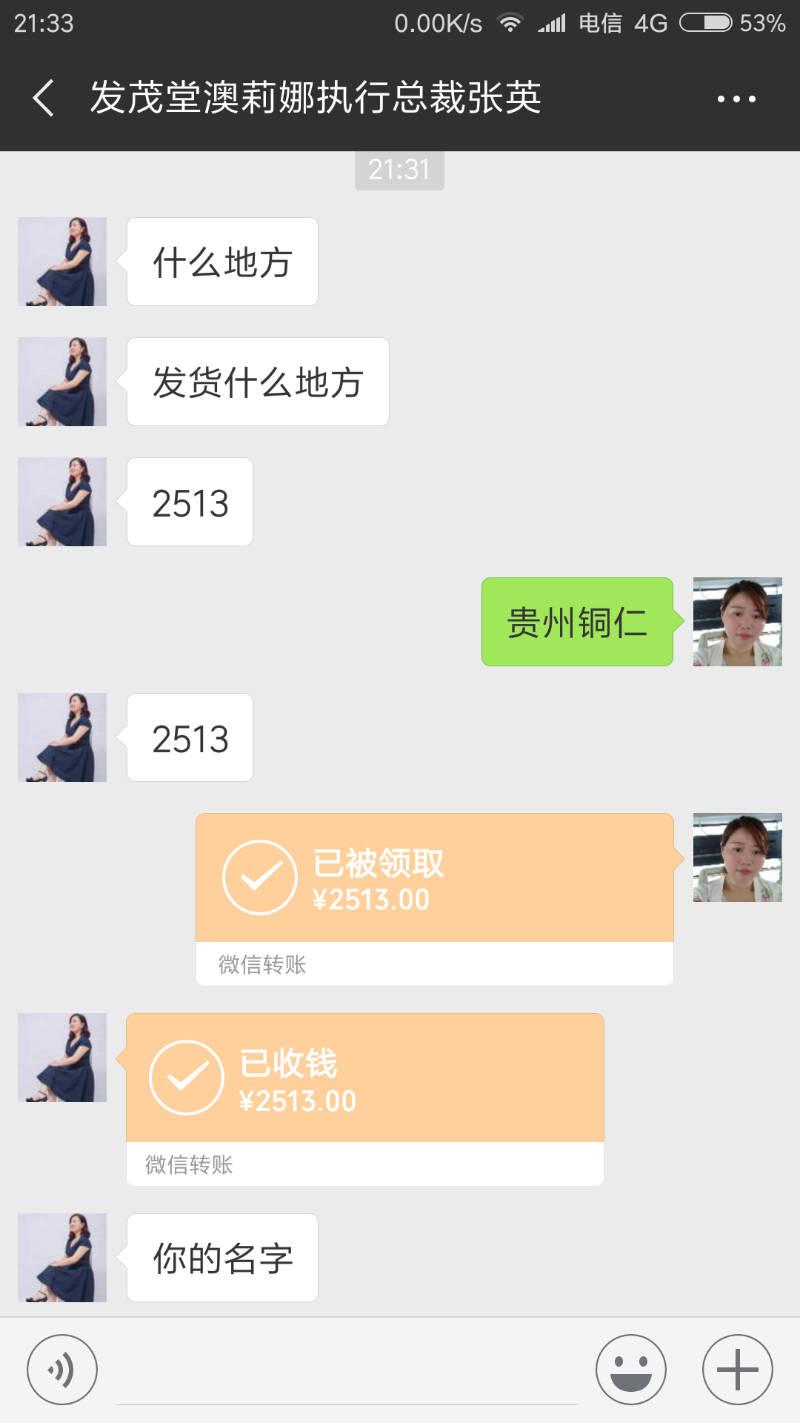 21:33
0.00K/s 电信 4G 53%
发茂堂澳莉娜执行总裁张英
21:31
什么地方
发货什么地方
2513
贵州铜仁
2513
已被领取
¥2513.00
微信转账
已收钱
¥2513.00
微信转账
你的名字